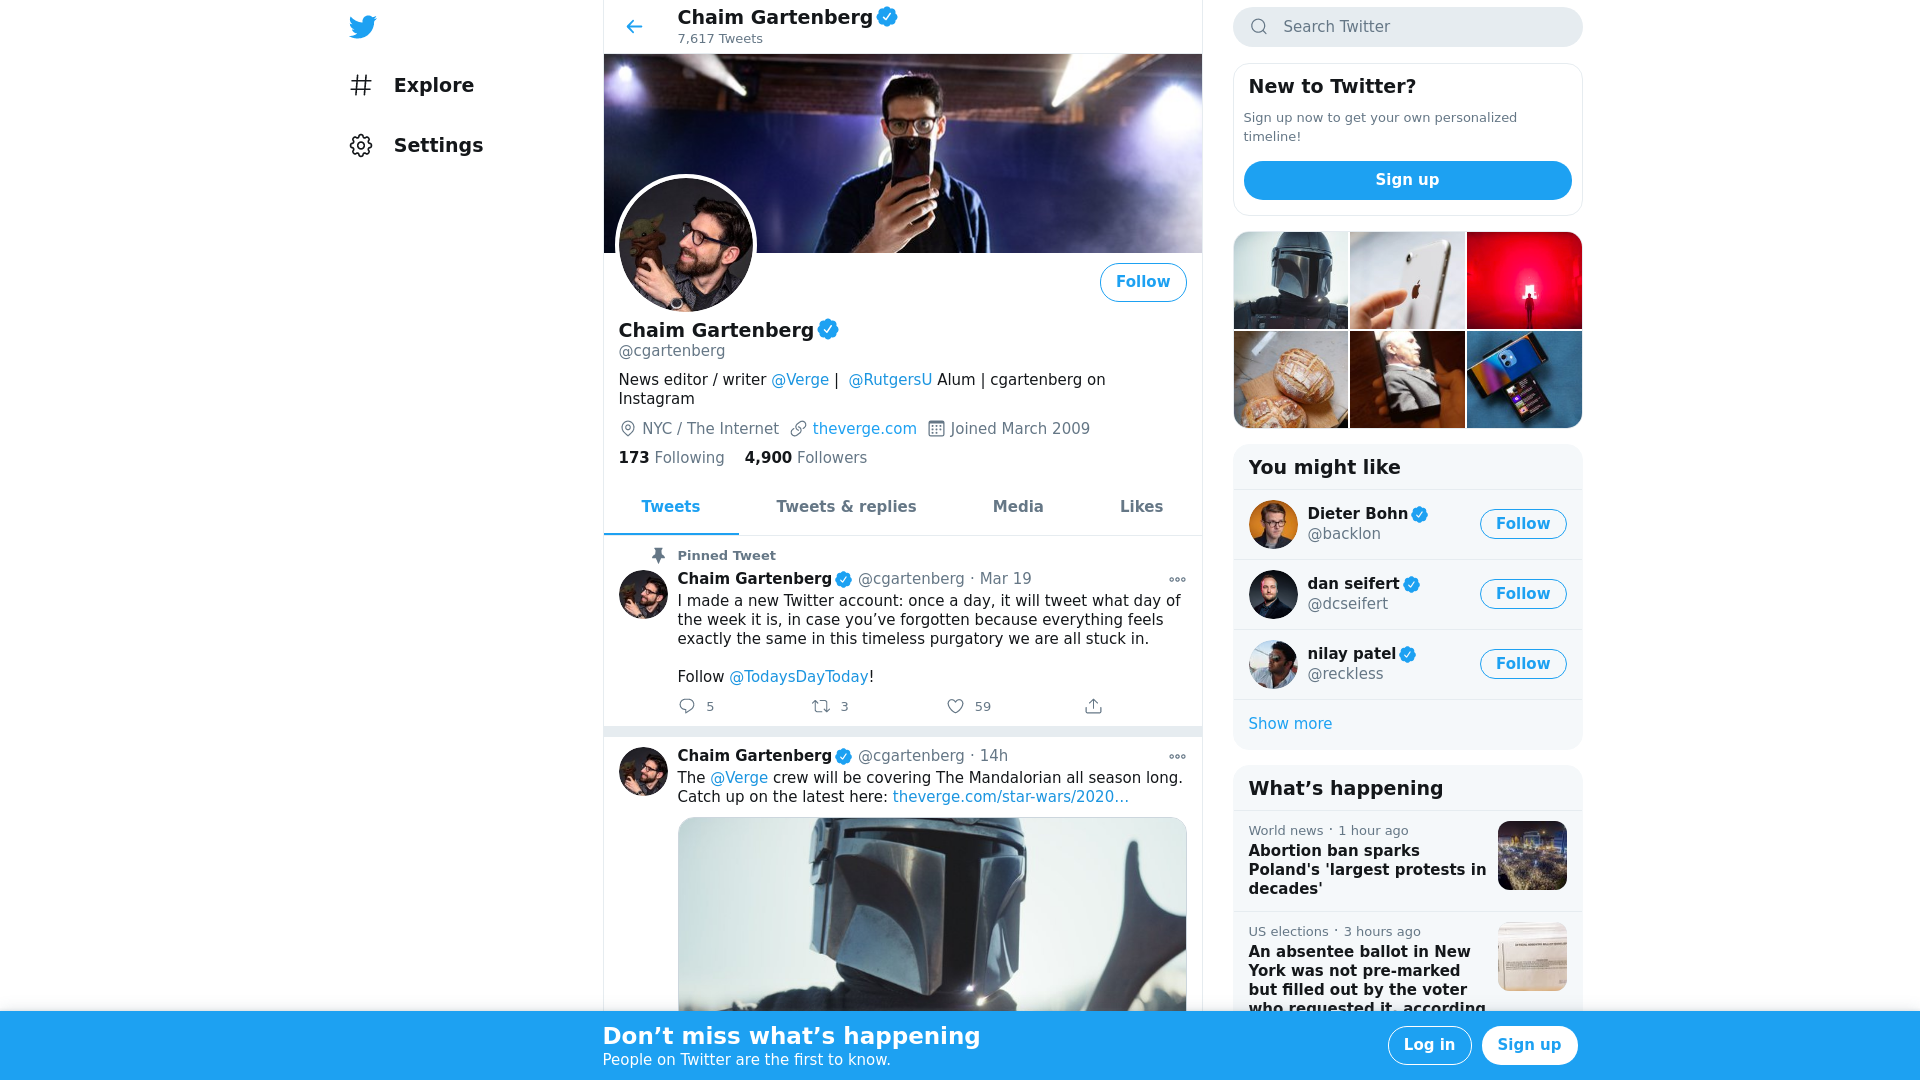 Explore
Settings
Chaim Gartenberg
7,617 Tweets
Follow
Chaim Gartenberg
@cgartenberg
News editor / writer @Verge | @RutgersU Alum | cgartenberg on
Instagram
NYC / The Internet theverge.com Joined March 2009
173 Following 4,900 Followers
Tweets Tweets & replies Media Likes
Pinned Tweet
Chaim Gartenberg @cgartenberg · Mar 19
I made a new Twitter account: once a day, it will tweet what day of
the week it is, in case you’ve forgotten because everything feels
exactly the same in this timeless purgatory we are all stuck in.
Follow @TodaysDayToday!
5 3 59
Chaim Gartenberg @cgartenberg · 14h
The @Verge crew will be covering The Mandalorian all season long.
Catch up on the latest here: theverge.com/star-wars/2020…
Search Twitter
New to Twitter?
Sign up now to get your own personalized
timeline!
Sign up
You might like
Dieter Bohn
@backlon
Follow
dan seifert
@dcseifert
Follow
nilay patel
@reckless
Follow
Show more
What’s happening
World news · 1 hour ago
Abortion ban sparks
Poland's 'largest protests in
decades'
US elections · 3 hours ago
An absentee ballot in New
York was not pre-marked
but filled out by the voter
who requested it, according
Don’t miss what’s happening
People on Twitter are the first to know.
Log in
Sign up